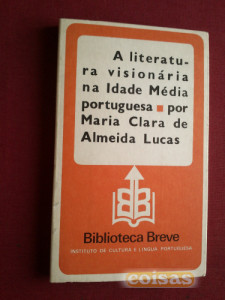 A literatu-
ra visionária
na Idade Média
portuguesa ■ por
Maria Clara de
Almeida Lucas
Biblioteca Breve
INSTITUTO DE CULTURA E LÍNGUA PORTUGUESA
coisas